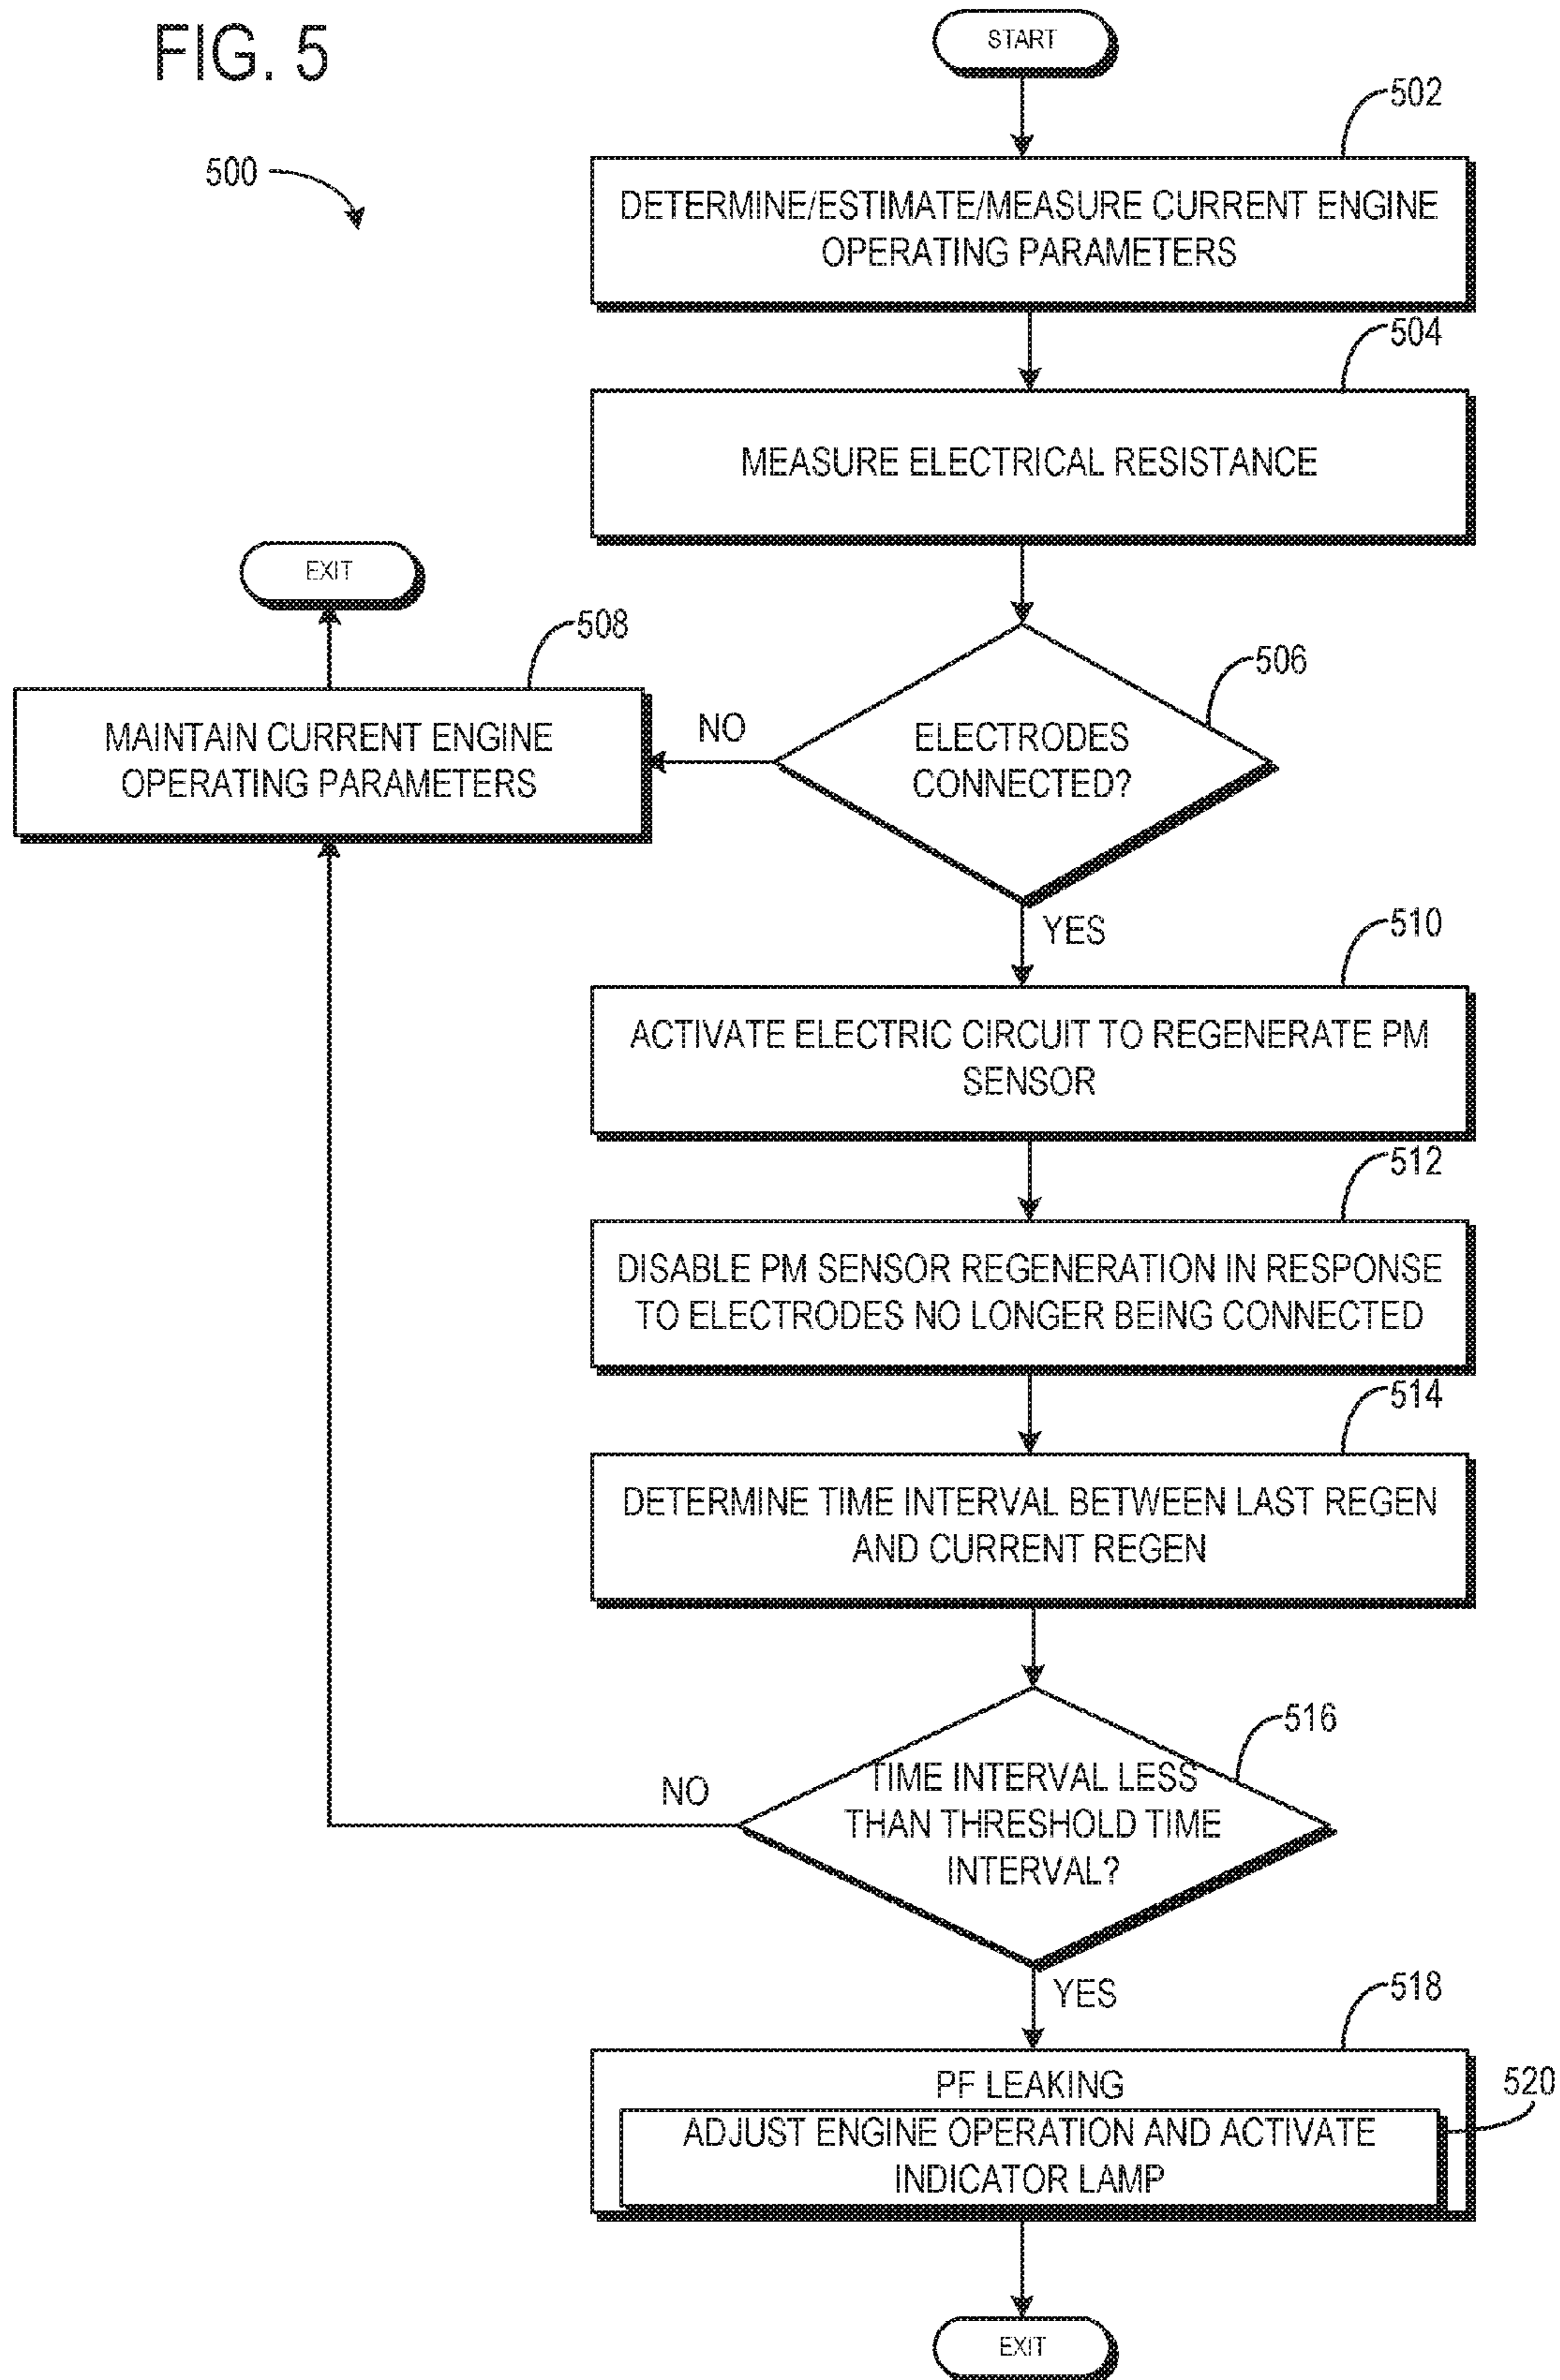 FIG. 5
START
500
502
DETERMINE/ESTIMATE/MEASURE CURRENT ENGINE
OPERATING PARAMETERS
504
MEASURE ELECTRICAL RESISTANCE
EXIT
508
MAINTAIN CURRENT ENGINE
OPERATING PARAMETERS
NO
506
ELECTRODES
CONNECTED?
YES
510
ACTIVATE ELECTRIC CIRCUIT TO REGENERATE PM
SENSOR
512
DISABLE PM SENSOR REGENERATION IN RESPONSE
TO ELECTRODES NO LONGER BEING CONNECTED
514
DETERMINE TIME INTERVAL BETWEEN LAST REGEN
AND CURRENT REGEN
516
NO
TIME INTERVAL LESS
THAN THRESHOLD TIME
INTERVAL?
YES
518
PF LEAKING
520
ADJUST ENGINE OPERATION AND ACTIVATE
INDICATOR LAMP
EXIT